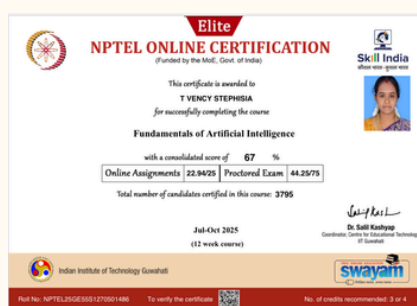 Elite
NPTEL ONLINE CERTIFICATION
(Funded by the MoE, Govt. of India)
Skill India
कौशल भारत - कुशल भारत
This certificate is awarded to
T VENCY STEPHISIA
for successfully completing the course
Fundamentals of Artificial Intelligence
with a consolidated score of 67 %
Online Assignments 22.94/25 Proctored Exam 44.25/75
Total number of candidates certified in this course: 3795
Jul-Oct 2025
(12 week course)
Dr. Salil Kashyap
Coordinator, Centre for Educational Technology
IIT Guwahati
Indian Institute of Technology Guwahati
swayam
Roll No: NPTEL25GE55S1270501486 To verify the certificate No. of credits recommended: 3 or 4